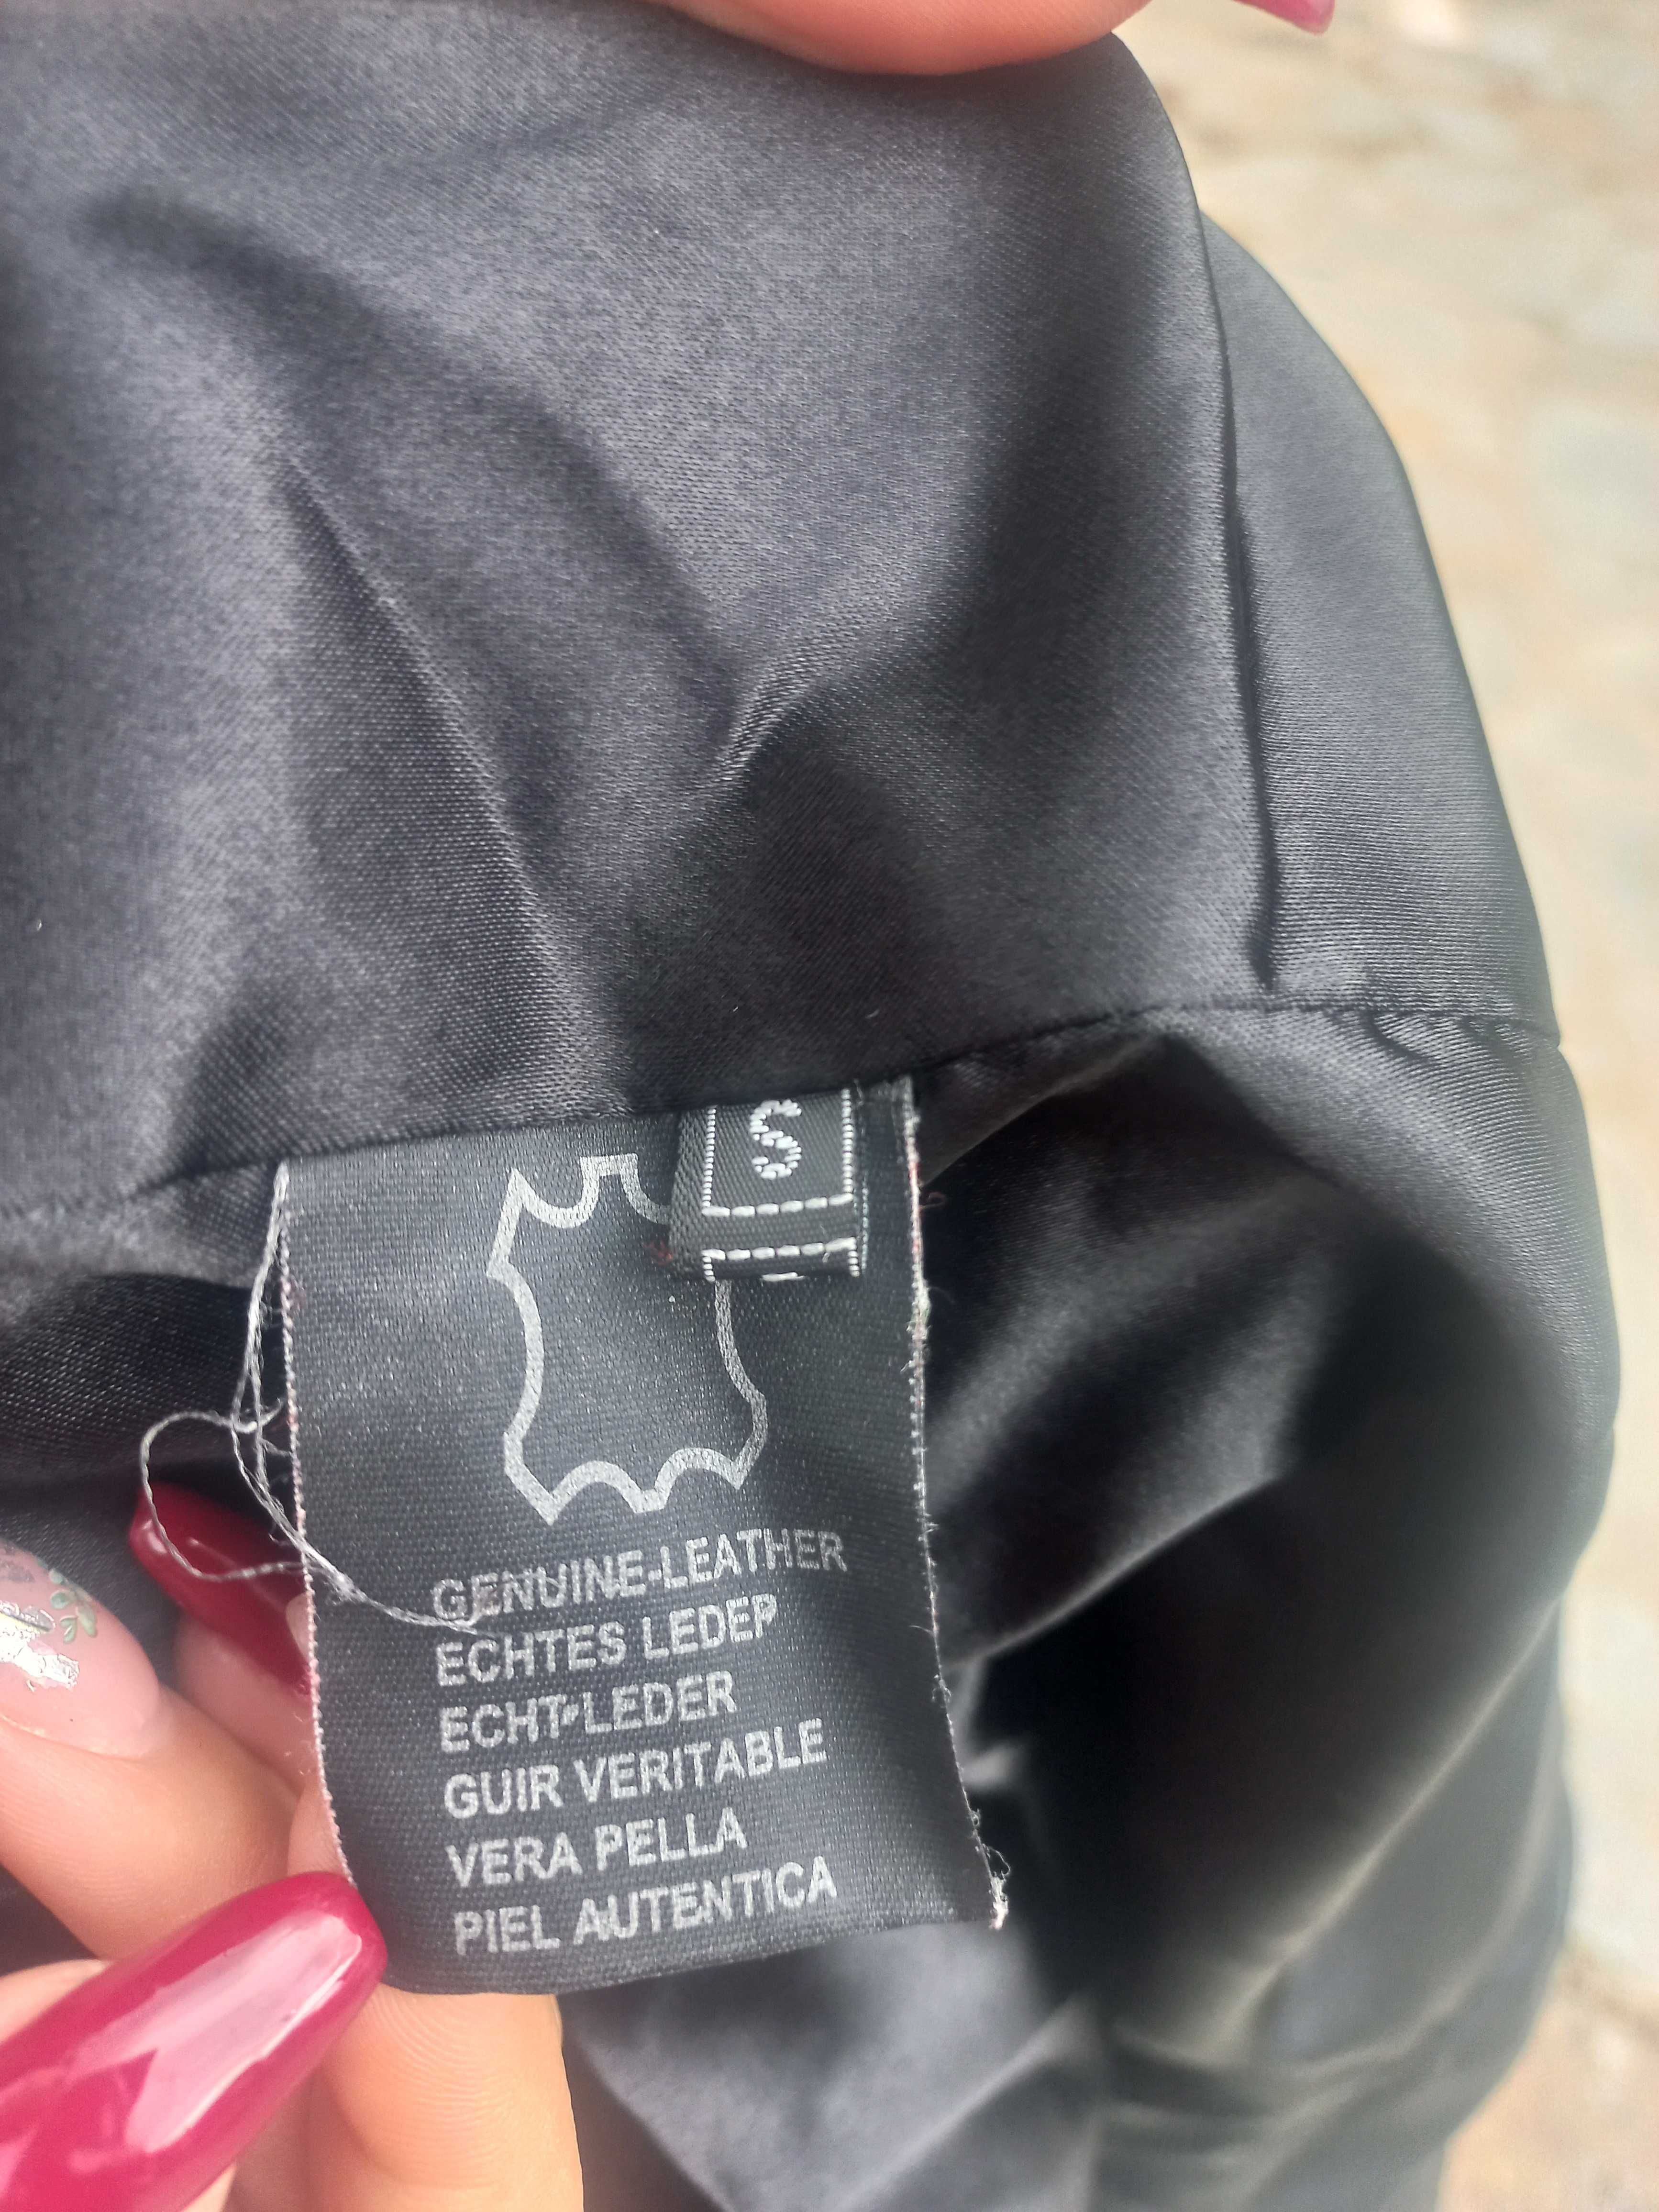 S
GENUINE-LEATHER
ECHTES LEDEP
ECHT-LEDER
GUIR VERITABLE
VERA PELLA
PIEL AUTENTICA